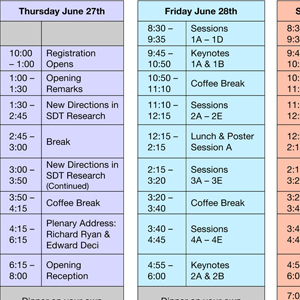 Thursday June 27th
10:00 – 1:00
Registration Opens
1:00 – 1:30
Opening Remarks
1:30 – 2:45
New Directions in SDT Research
2:45 – 3:00
Break
3:00 – 3:50
New Directions in SDT Research (Continued)
3:50 – 4:15
Coffee Break
4:15 – 6:15
Plenary Address: Richard Ryan & Edward Deci
6:15 – 8:00
Opening Reception
Friday June 28th
8:30 – 9:35
Sessions 1A – 1D
9:45 – 10:50
Keynotes 1A & 1B
10:50 – 11:10
Coffee Break
11:10 – 12:15
Sessions 2A – 2E
12:15 – 2:15
Lunch & Poster Session A
2:15 – 3:20
Sessions 3A – 3E
3:20 – 3:40
Coffee Break
3:40 – 4:45
Sessions 4A – 4E
4:55 – 6:00
Keynotes 2A & 2B